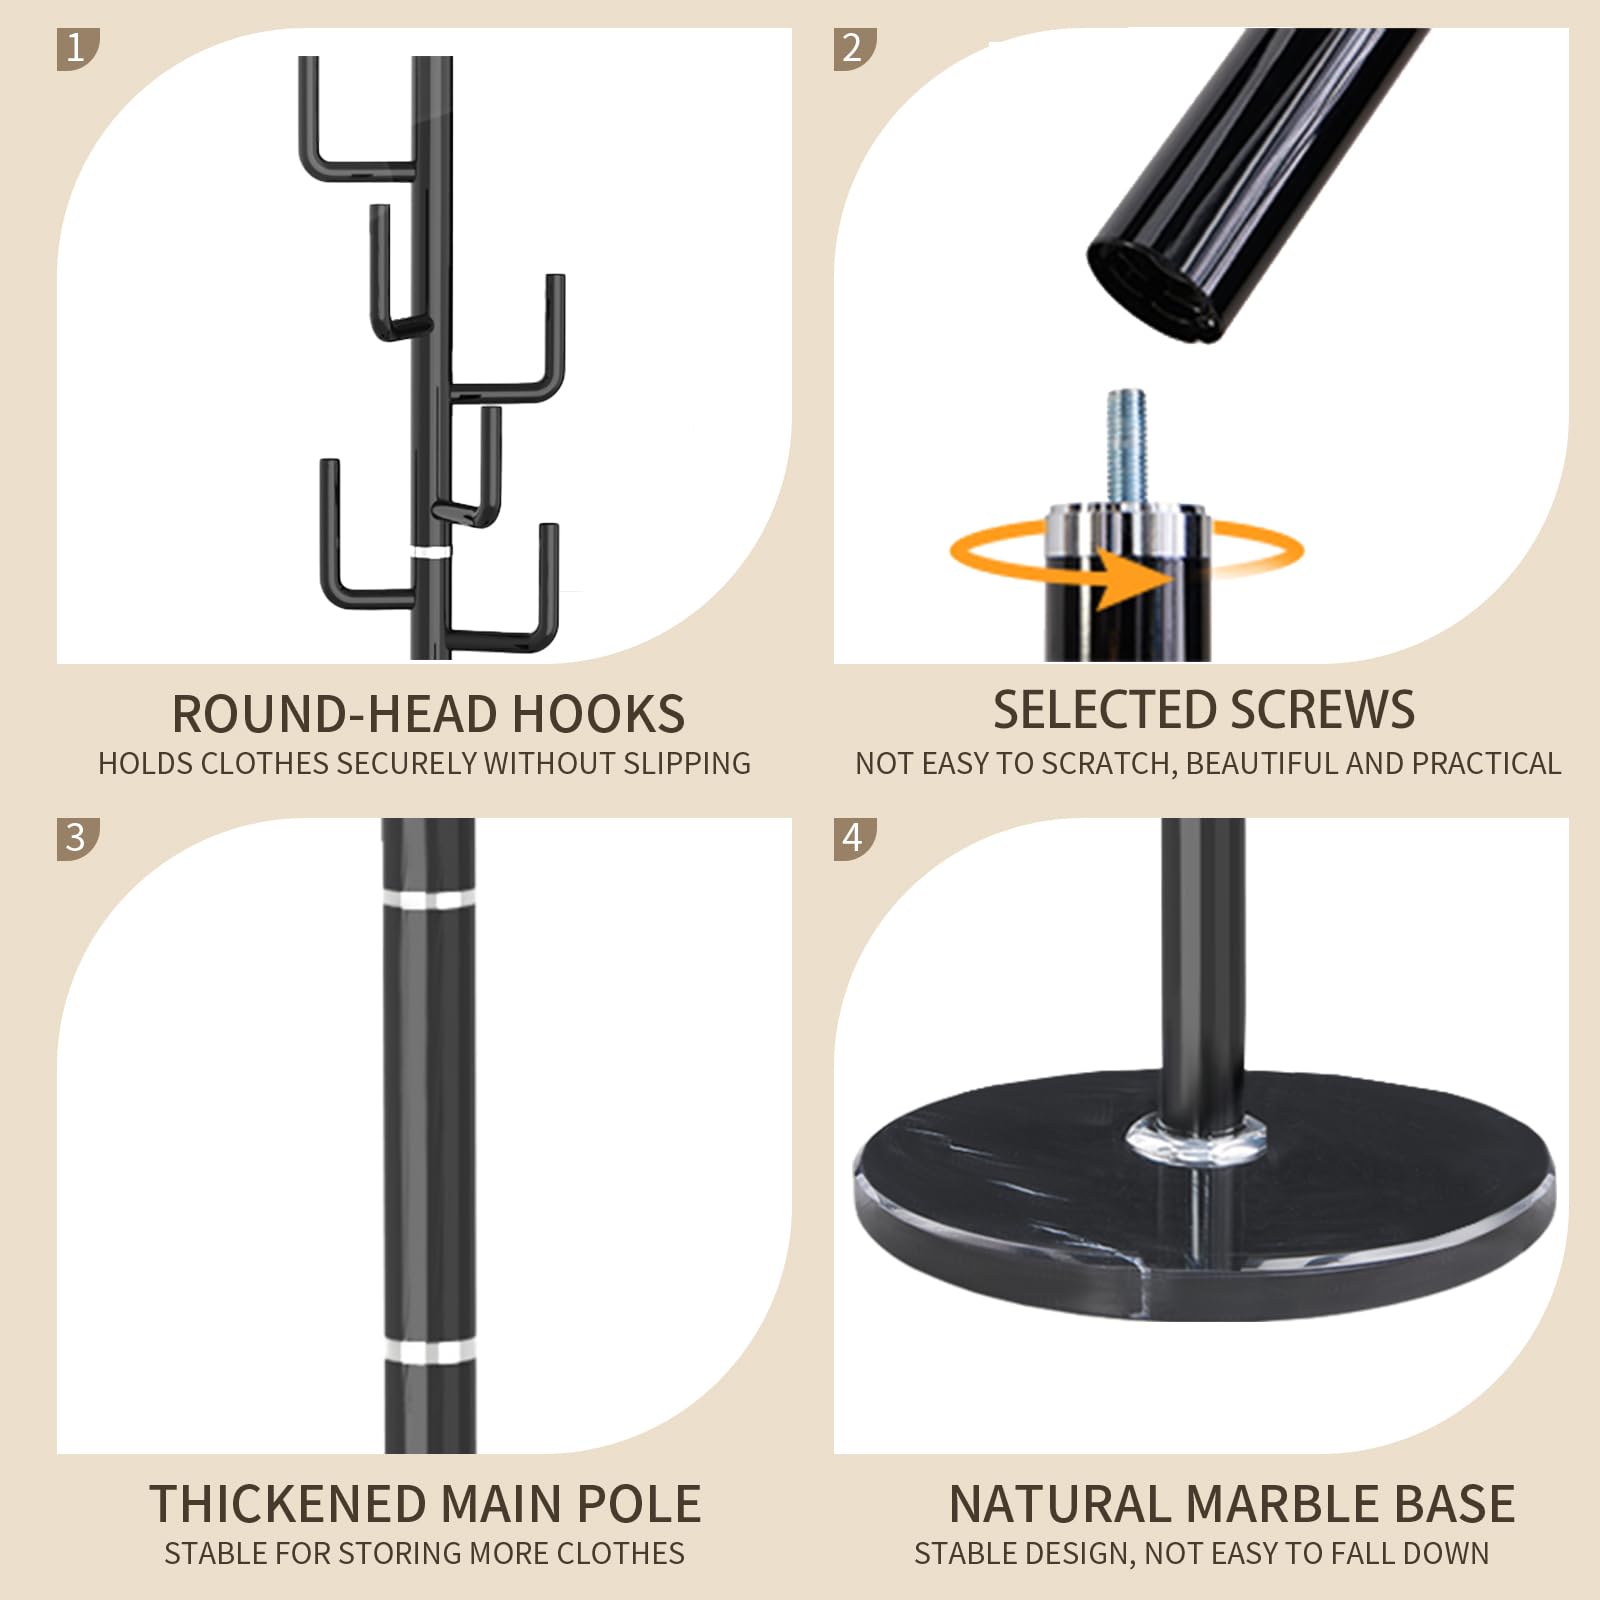 1
2
ROUND-HEAD HOOKS
HOLDS CLOTHES SECURELY WITHOUT SLIPPING
SELECTED SCREWS
NOT EASY TO SCRATCH, BEAUTIFUL AND PRACTICAL
3
4
THICKENED MAIN POLE
STABLE FOR STORING MORE CLOTHES
NATURAL MARBLE BASE
STABLE DESIGN, NOT EASY TO FALL DOWN